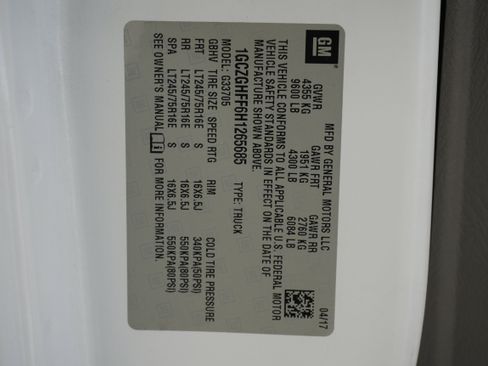 GM
MFD BY GENERAL MOTORS LLC
04/17
GVWR GAWR FRT GAWR RR
4355 KG 1951 KG 2760 KG
9600 LB 4300 LB 6084 LB
THIS VEHICLE CONFORMS TO ALL APPLICABLE U.S. FEDERAL MOTOR
VEHICLE SAFETY STANDARDS IN EFFECT ON THE DATE OF
MANUFACTURE SHOWN ABOVE.
1GCZGHFF6H1265685 TYPE: TRUCK
MODEL: G33705
GBHV TIRE SIZE SPEED RTG RIM COLD TIRE PRESSURE
FRT LT245/75R16E S 16X6.5J 340KPA(50PSI)
RR LT245/75R16E S 16X6.5J 550KPA(80PSI)
SPA LT245/75R16E S 16X6.5J 550KPA(80PSI)
SEE OWNER'S MANUAL FOR MORE INFORMATION.